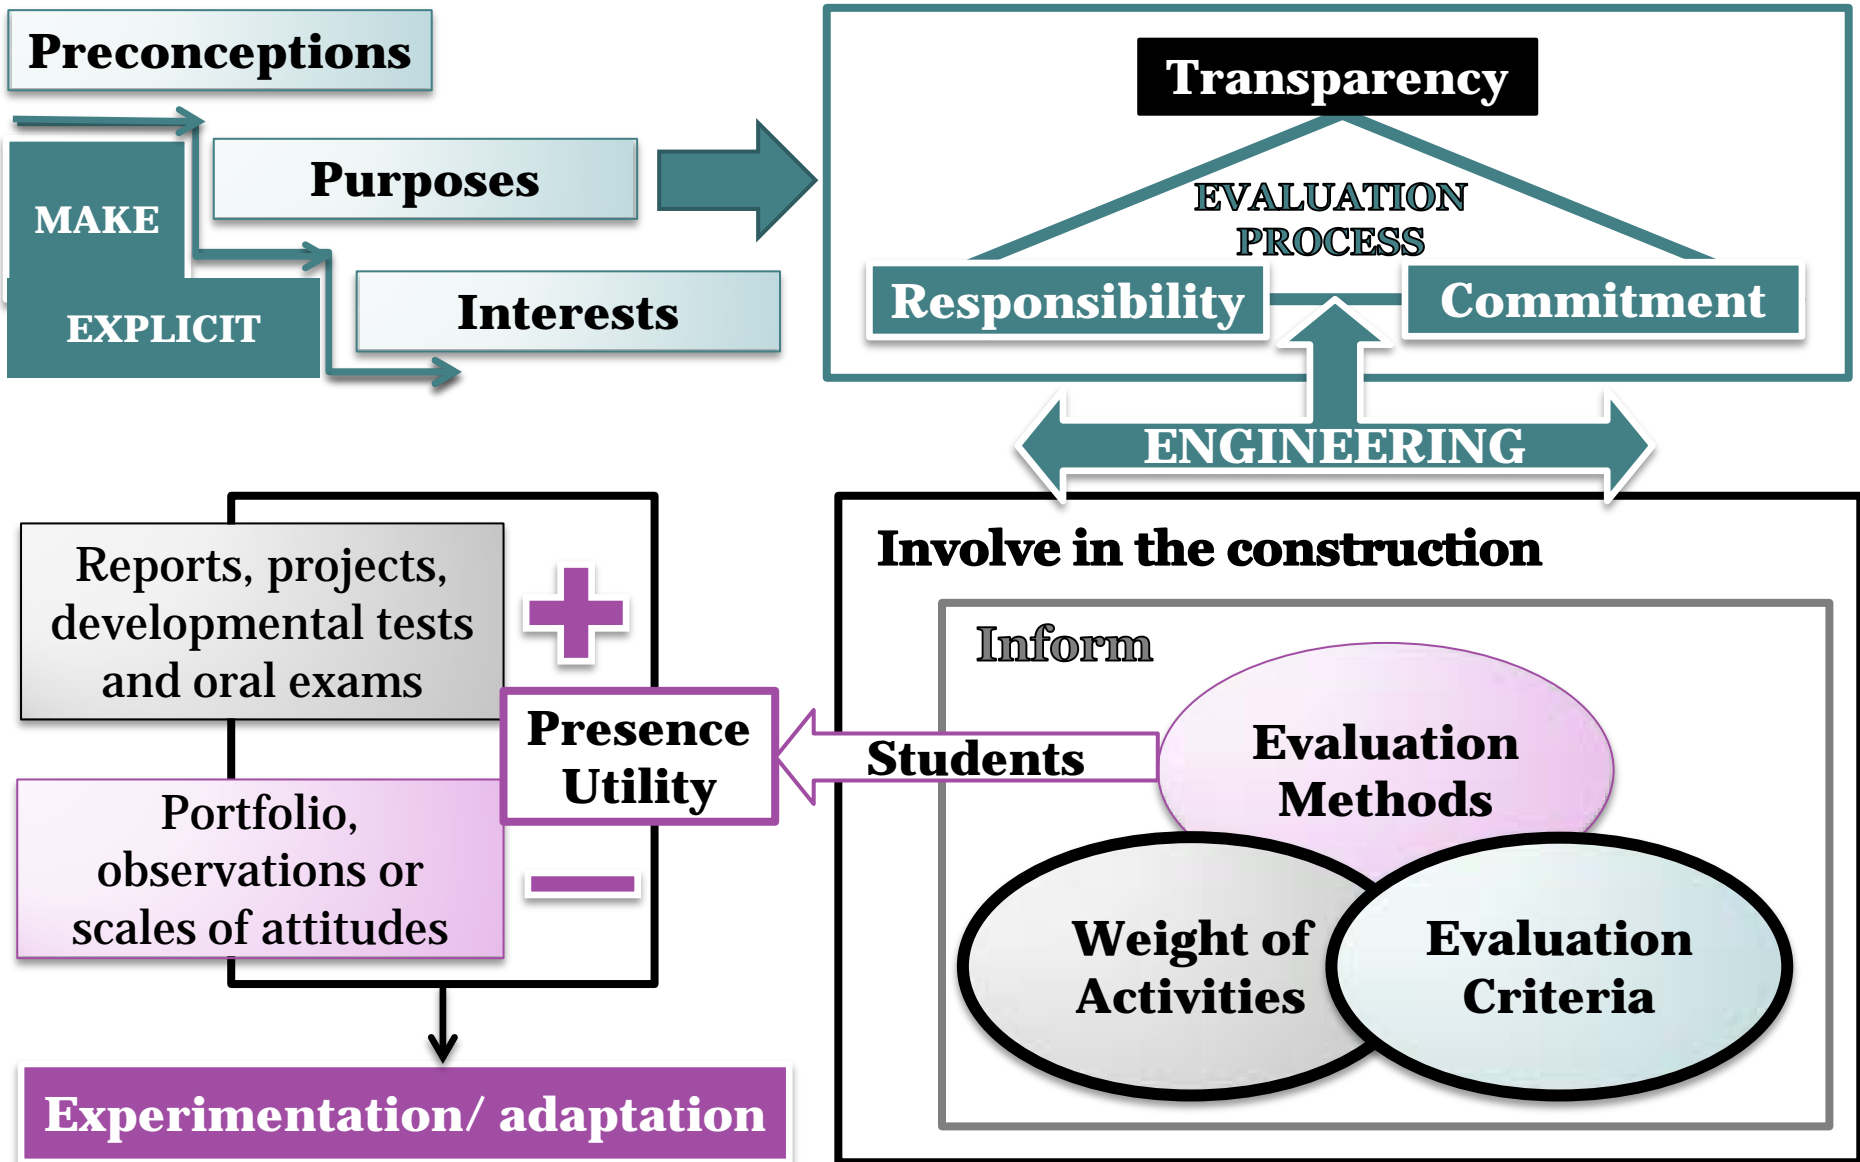 Preconceptions
Purposes
Interests
MAKE
EXPLICIT
Transparency
EVALUATION
PROCESS
Responsibility
Commitment
ENGINEERING
Involve in the construction
Inform
Evaluation
Methods
Weight of
Activities
Evaluation
Criteria
Students
Presence
Utility
Reports, projects,
developmental tests
and oral exams
Portfolio,
observations or
scales of attitudes
Experimentation/ adaptation